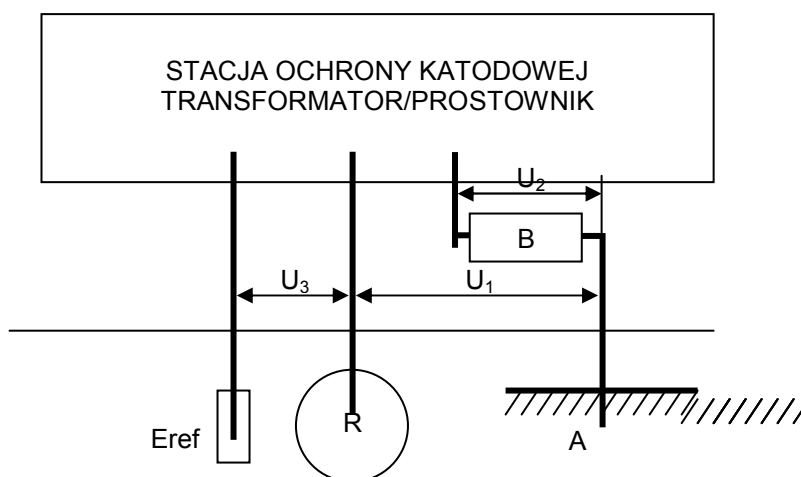 STACJA OCHRONY KATODOWEJ
TRANSFORMATOR/PROSTOWNIK
U₂
B
U₃
U₁
Eref
R
A